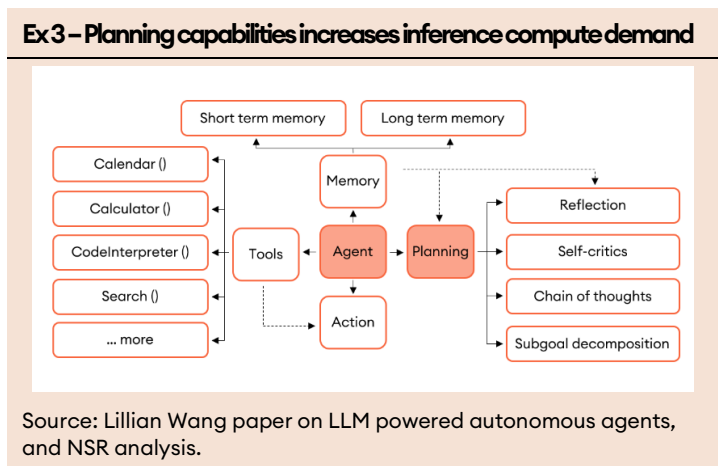 Ex 3 – Planning capabilities increases inference compute demand
Short term memory
Long term memory
Calendar ()
Calculator ()
CodeInterpreter ()
Search ()
... more
Tools
Memory
Agent
Action
Planning
Reflection
Self-critics
Chain of thoughts
Subgoal decomposition
Source: Lillian Wang paper on LLM powered autonomous agents,
and NSR analysis.